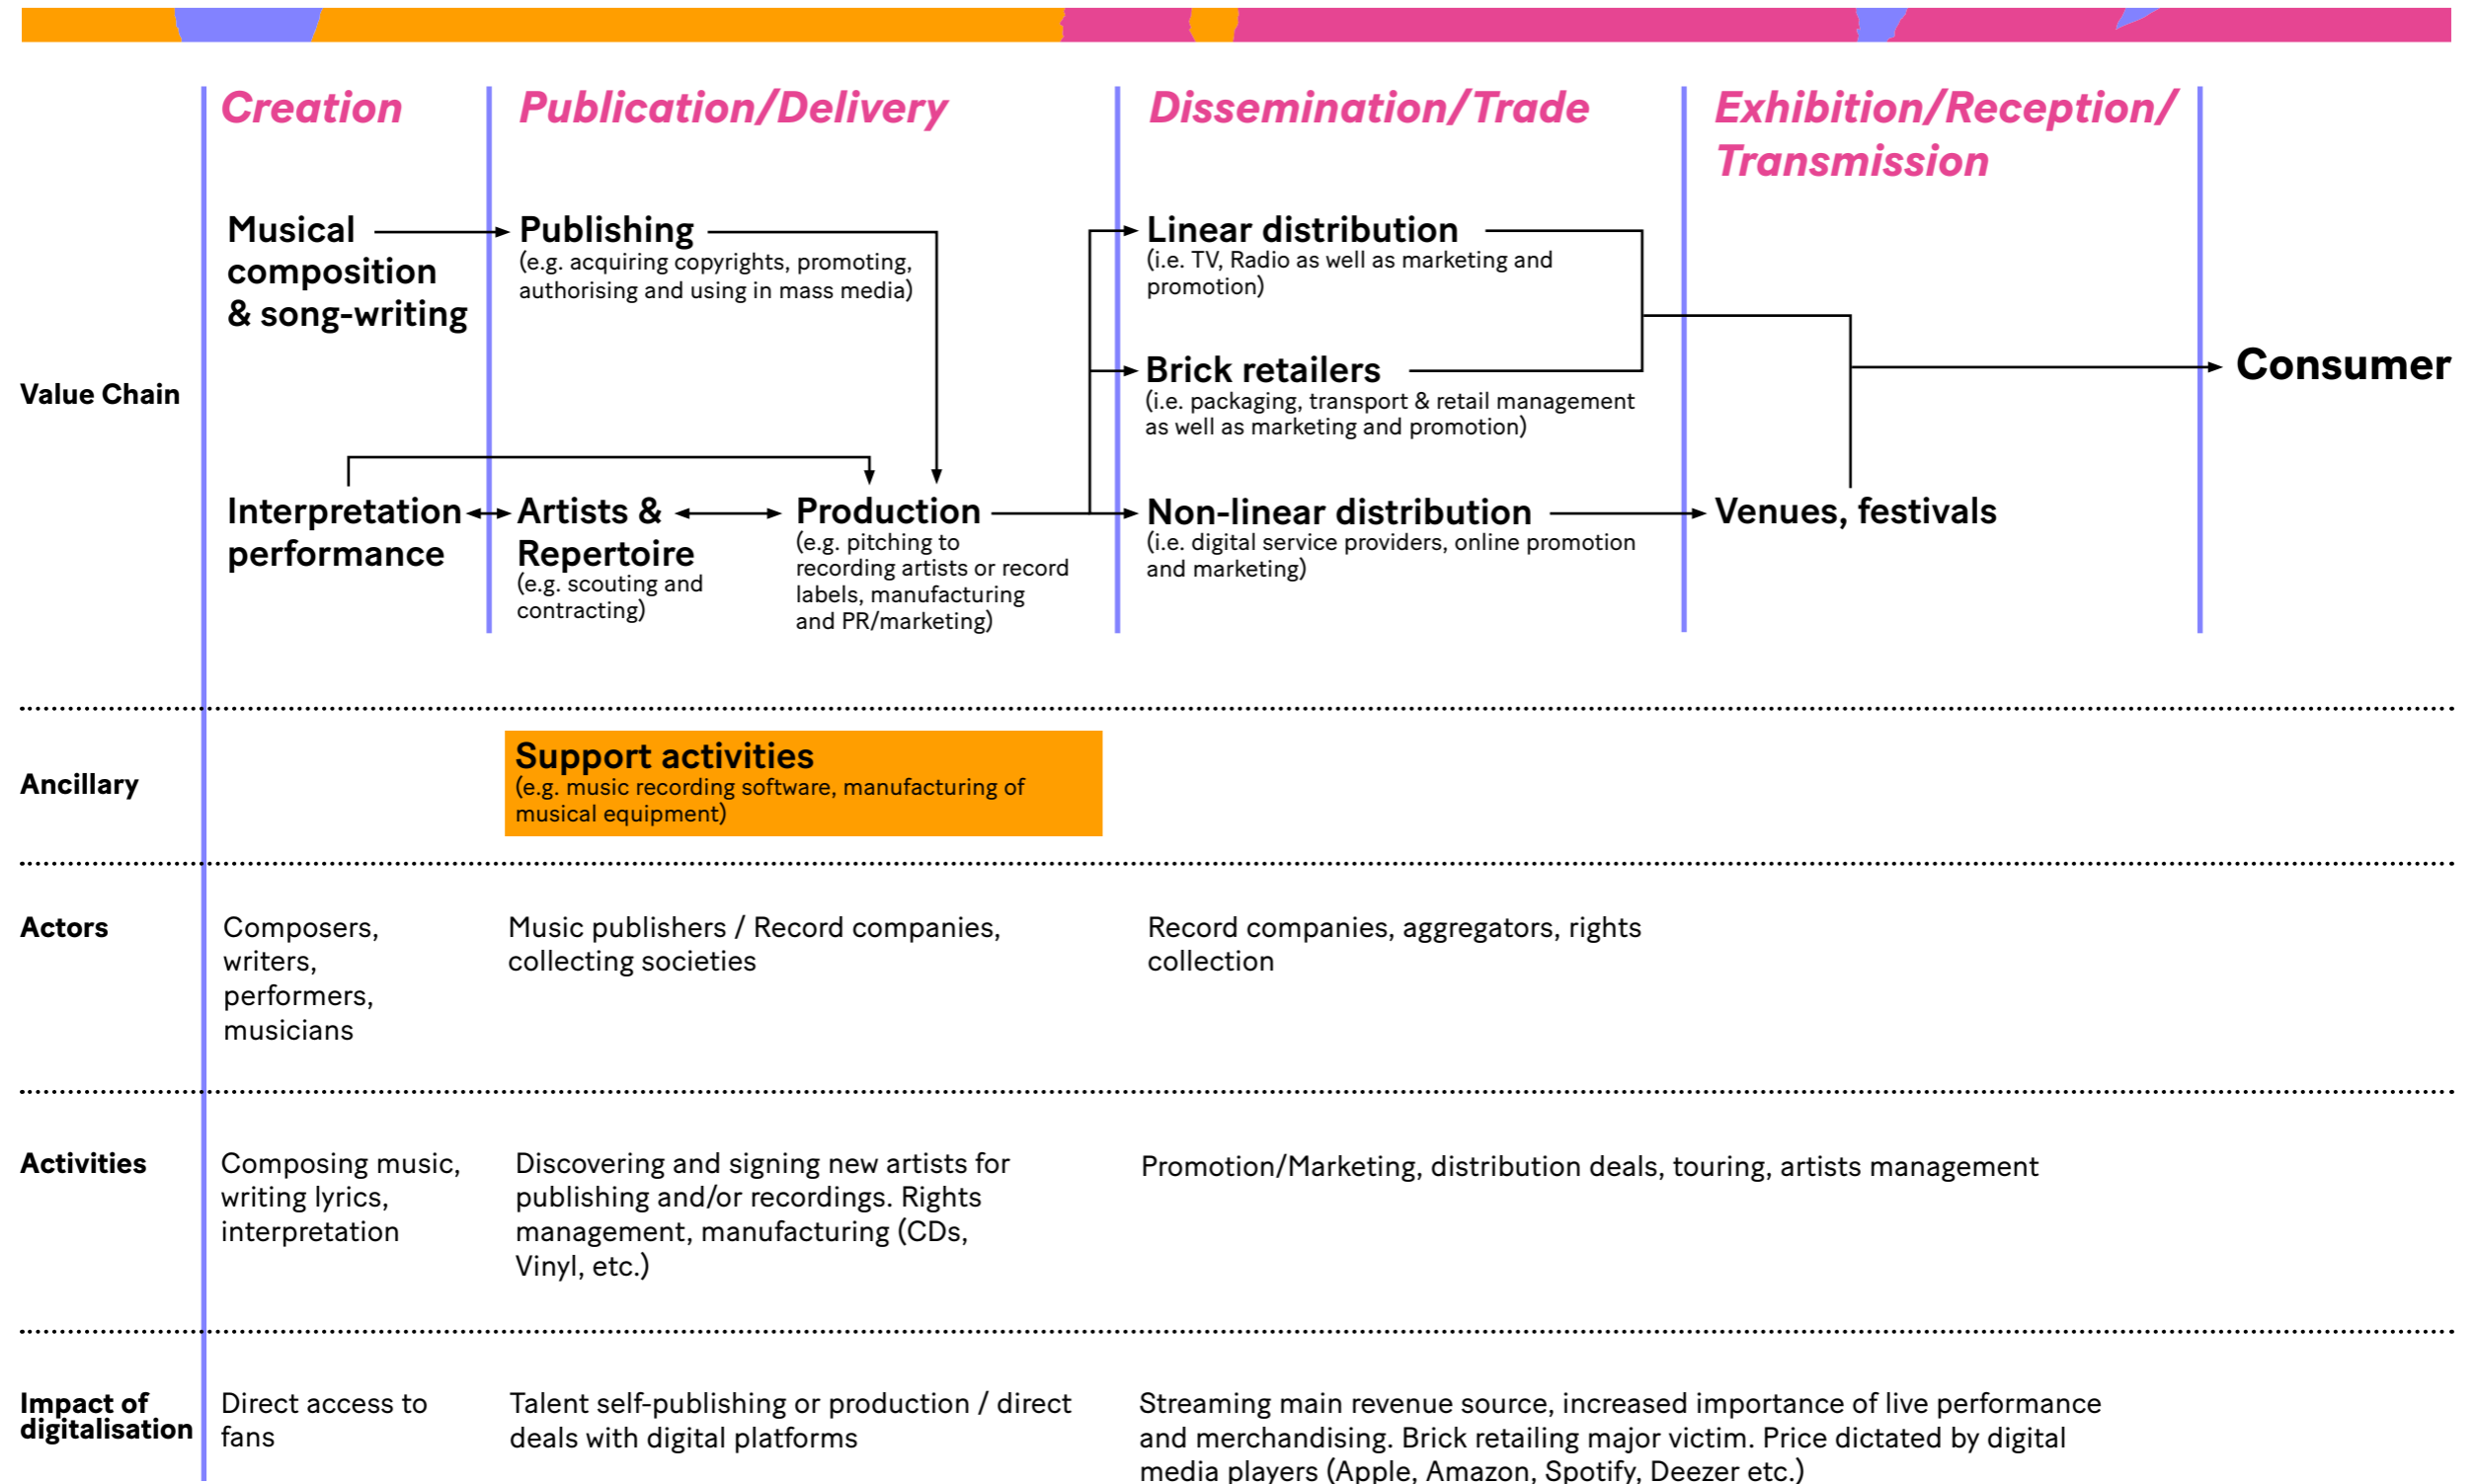 Creation
Publication/Delivery
Dissemination/Trade
Exhibition/Reception/
Transmission
Value Chain
Musical
composition
& song-writing
Publishing
(e.g. acquiring copyrights, promoting,
authorising and using in mass media)
Linear distribution
(i.e. TV, Radio as well as marketing and
promotion)
Brick retailers
(i.e. packaging, transport & retail management
as well as marketing and promotion)
Consumer
Interpretation
performance
Artists &
Repertoire
(e.g. scouting and
contracting)
Production
(e.g. pitching to
recording artists or record
labels, manufacturing
and PR/marketing)
Non-linear distribution
(i.e. digital service providers, online promotion
and marketing)
Venues, festivals
Ancillary
Support activities
(e.g. music recording software, manufacturing of
musical equipment)
Actors
Composers,
writers,
performers,
musicians
Music publishers / Record companies,
collecting societies
Record companies, aggregators, rights
collection
Activities
Composing music,
writing lyrics,
interpretation
Discovering and signing new artists for
publishing and/or recordings. Rights
management, manufacturing (CDs,
Vinyl, etc.)
Promotion/Marketing, distribution deals, touring, artists management
Impact of
digitalisation
Direct access to
fans
Talent self-publishing or production / direct
deals with digital platforms
Streaming main revenue source, increased importance of live performance
and merchandising. Brick retailing major victim. Price dictated by digital
media players (Apple, Amazon, Spotify, Deezer etc.)